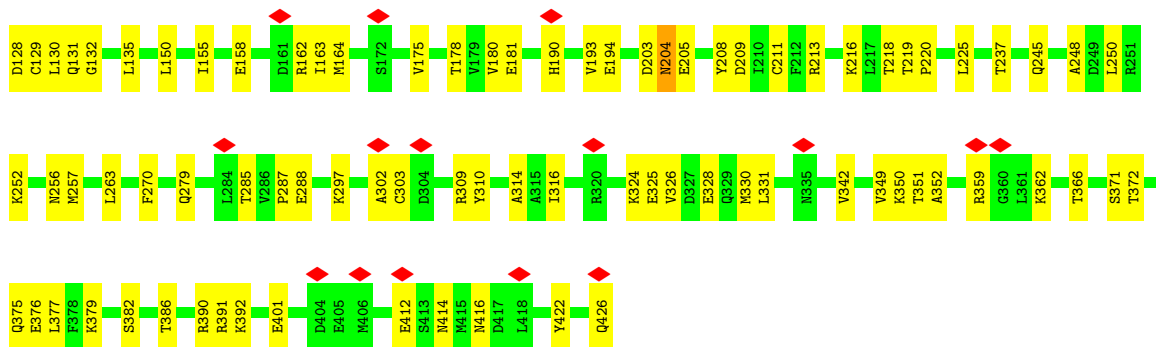 D128 C129 L130 Q131 G132 L135 L150 I155 E158 D161 R162 I163 M164 S172 V175 T178 V179 V180 E181 H190 V193 E194 D203 N204 E205 Y208 D209 I210 C211 F212 R213 K216 L217 T218 T219 P220 L225 T237 Q245 A248 D249 L250 R251
K252 N256 M257 L263 F270 Q279 L284 T285 V286 P287 E288 K297 A302 C303 D304 R309 Y310 A314 A315 I316 R320 K324 E325 V326 D327 E328 Q329 M330 L331 N335 V342 V349 K350 T351 A352 R359 G360 L361 K362 T366 S371 T372
Q375 E376 L377 F378 K379 S382 T386 R390 R391 K392 E401 D404 E405 M406 E412 S413 N414 M415 N416 D417 L418 Y422 Q426